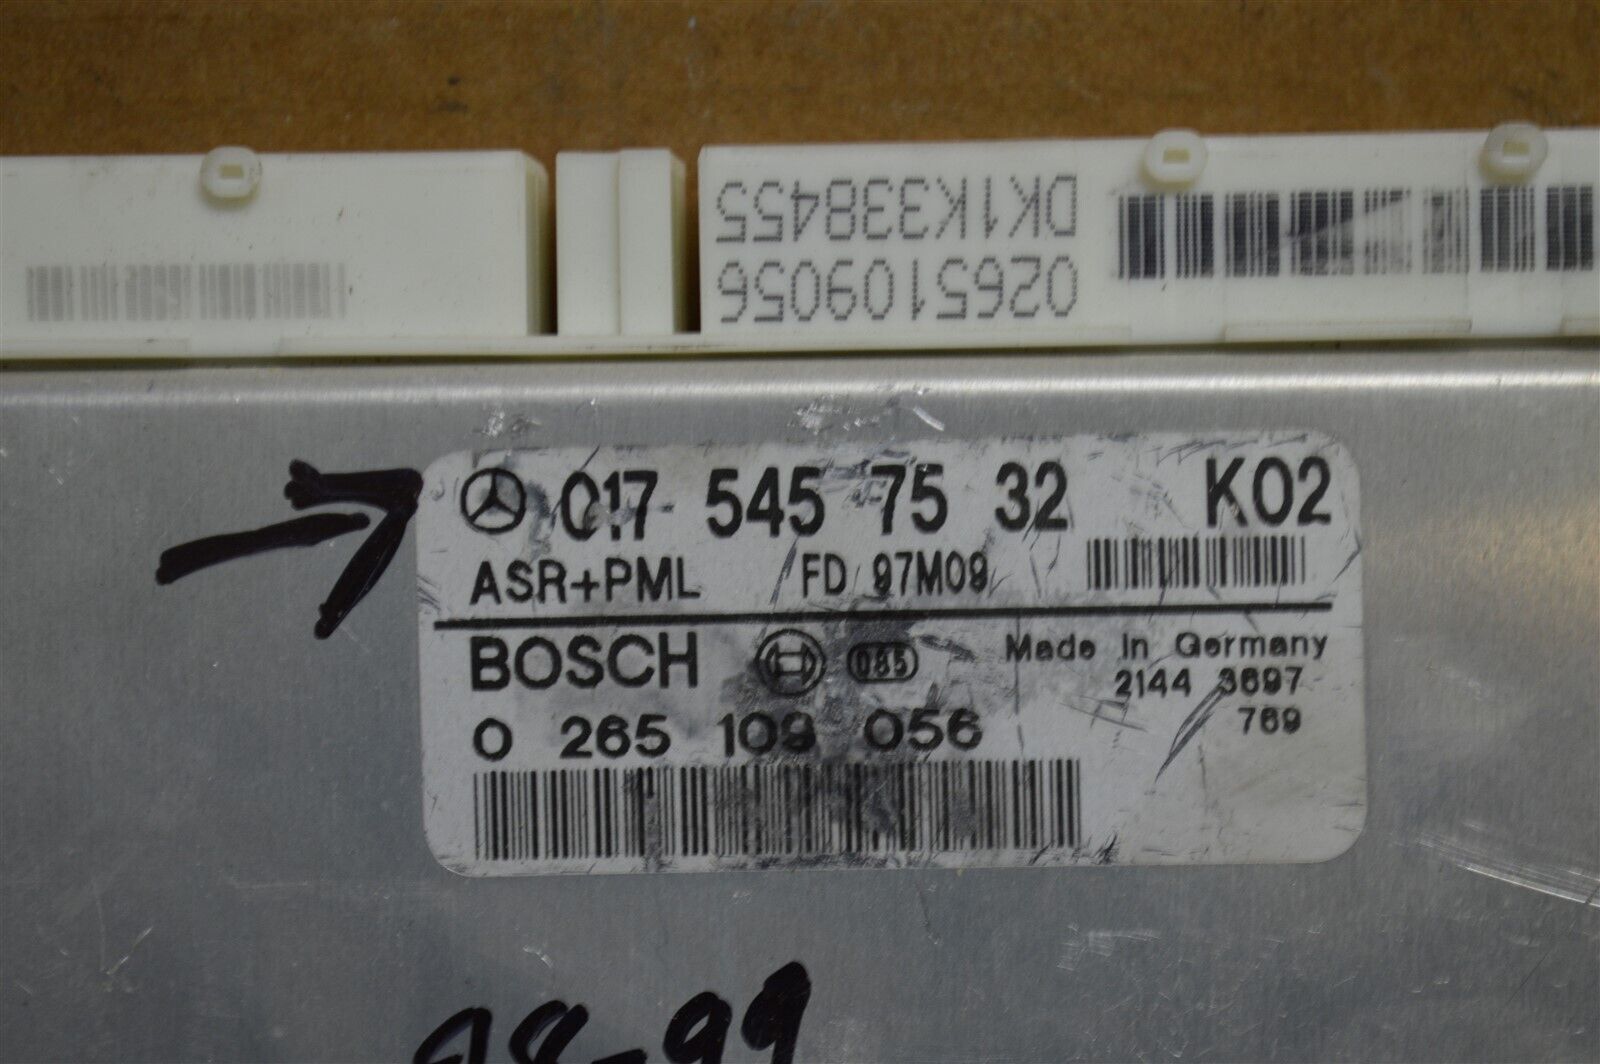 DK1K338455
0265109056
017 545 75 32 K02
ASR+PML FD 97M09
BOSCH 085 Made In Germany
2144 3697
769
0 265 109 056
98-99